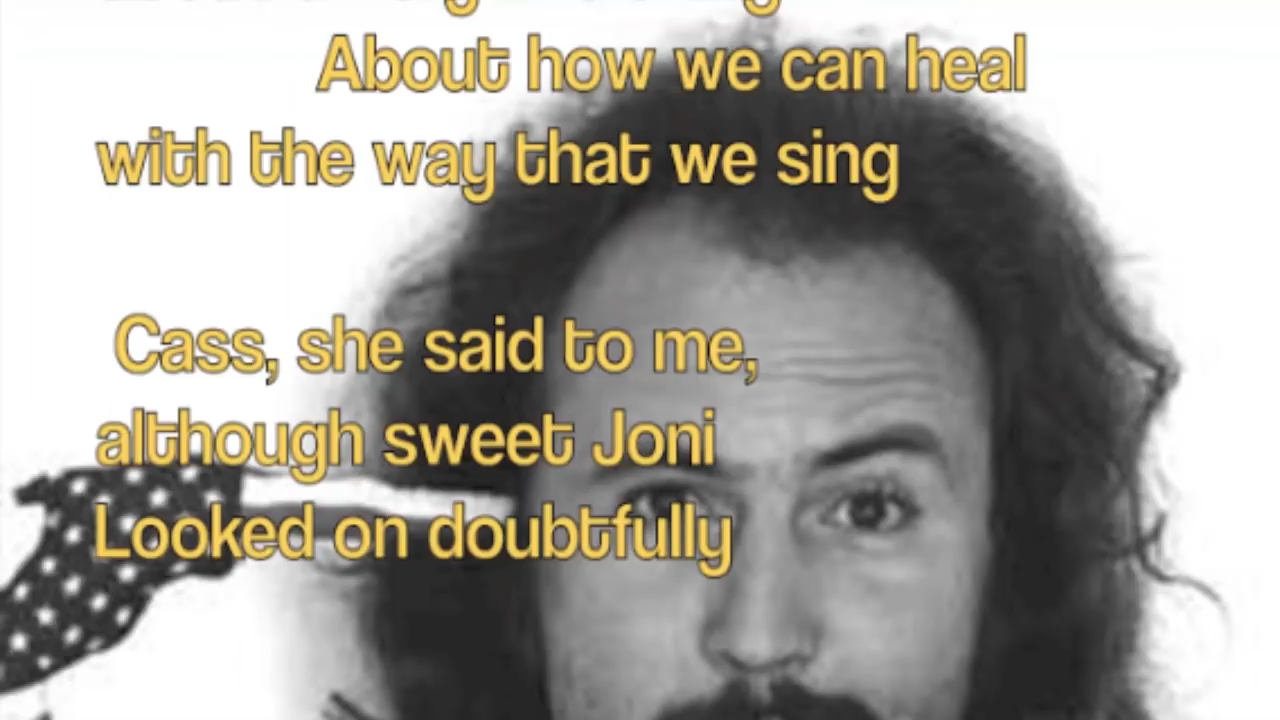 About how we can heal
with the way that we sing
Cass, she said to me,
although sweet Joni
Looked on doubtfully